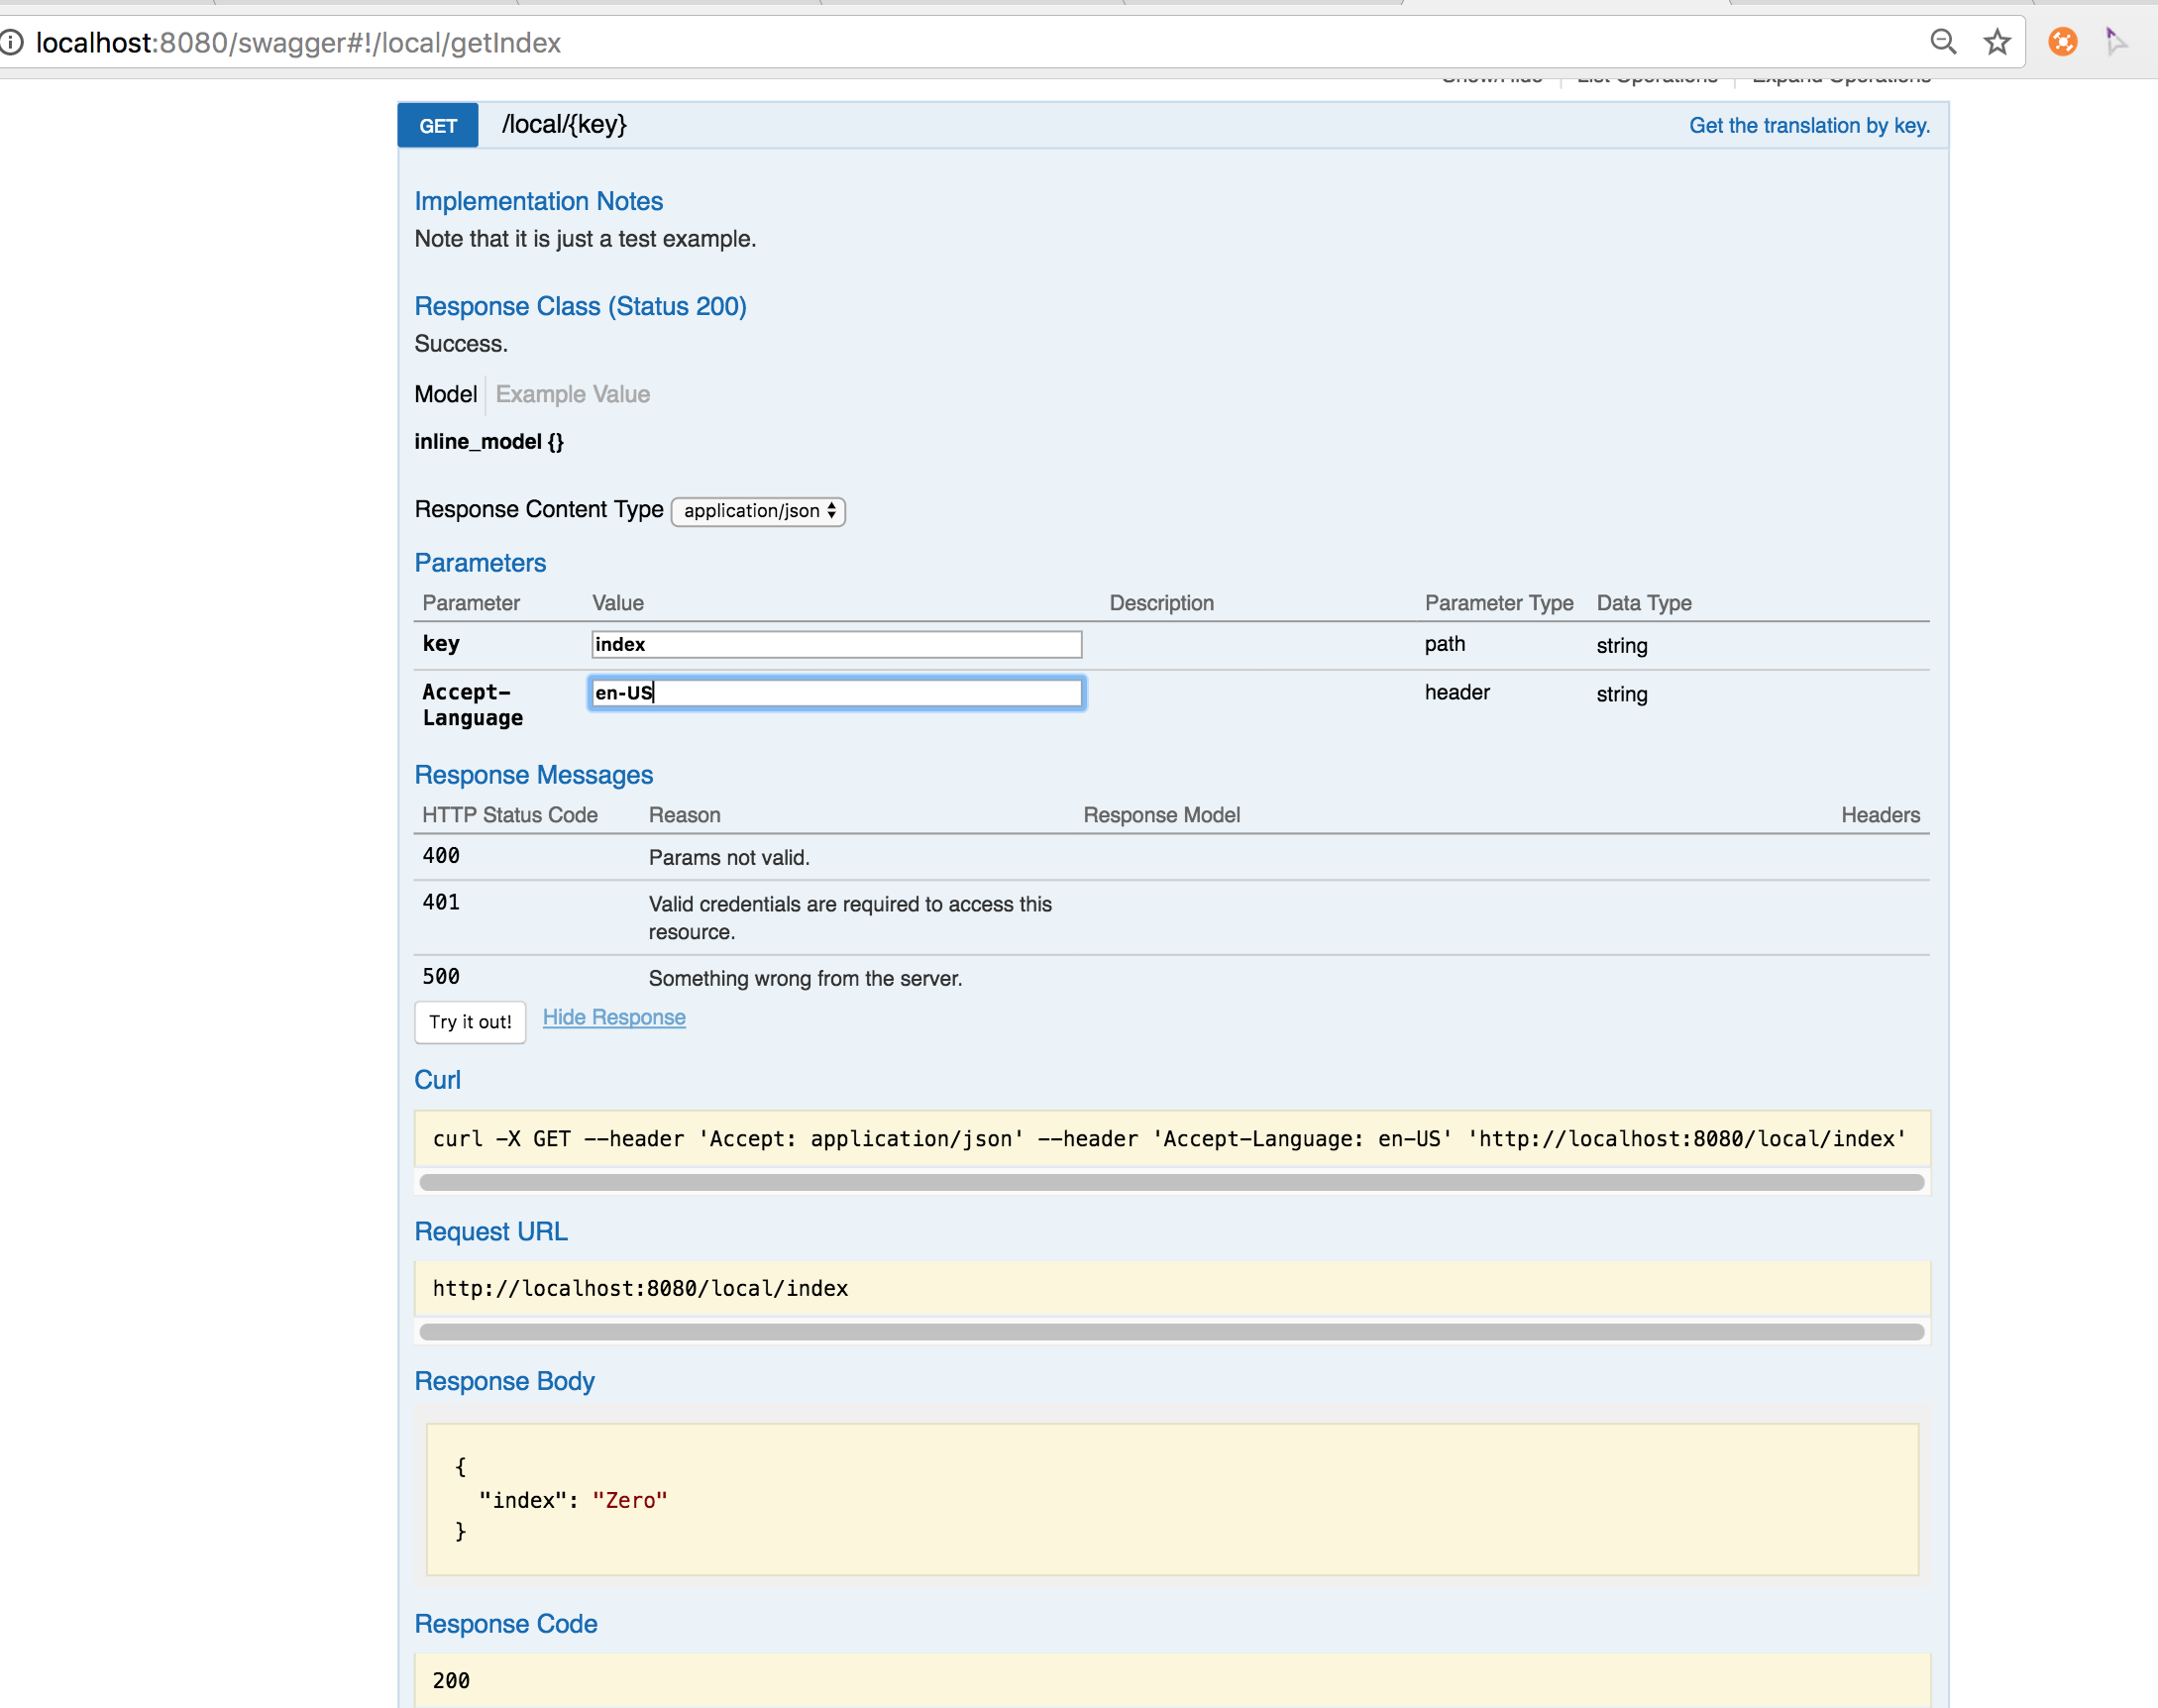 localhost:8080/swagger#!/local/getIndex
Show/Hide List Operations Expand Operations
GET /local/{key} Get the translation by key.
Implementation Notes
Note that it is just a test example.
Response Class (Status 200)
Success.
Model Example Value
inline_model {}
Response Content Type application/json
Parameters
Parameter Value Description Parameter Type Data Type
key index path string
Accept- en-US header string
Language
Response Messages
HTTP Status Code Reason Response Model Headers
400 Params not valid.
401 Valid credentials are required to access this
resource.
500 Something wrong from the server.
Try it out! Hide Response
Curl
curl -X GET --header 'Accept: application/json' --header 'Accept-Language: en-US' 'http://localhost:8080/local/index'
Request URL
http://localhost:8080/local/index
Response Body
{
"index": "Zero"
}
Response Code
200